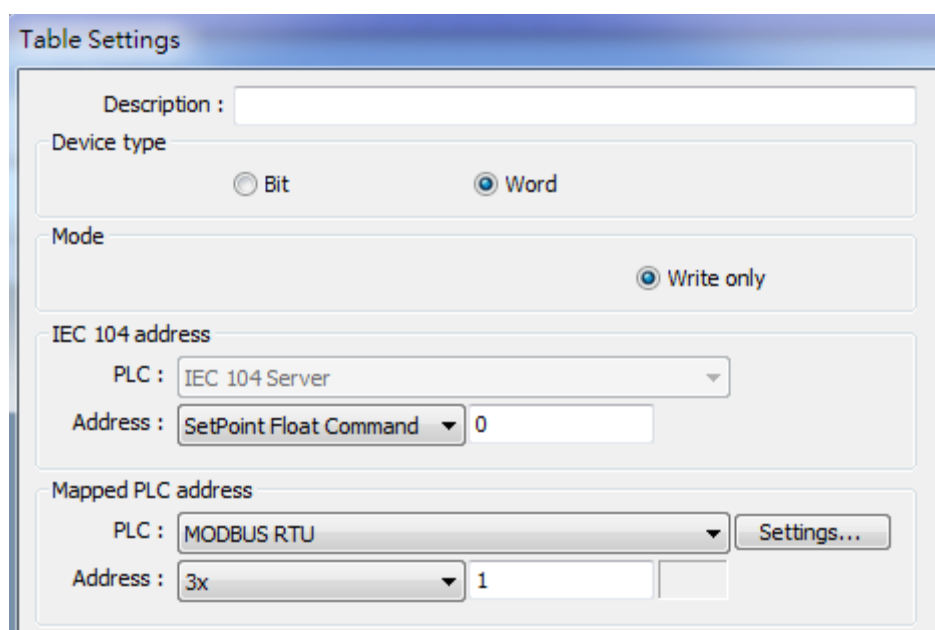 Table Settings
Description :
Device type
Bit Word
Mode
Write only
IEC 104 address
PLC : IEC 104 Server
Address : SetPoint Float Command 0
Mapped PLC address
PLC : MODBUS RTU Settings...
Address : 3x 1